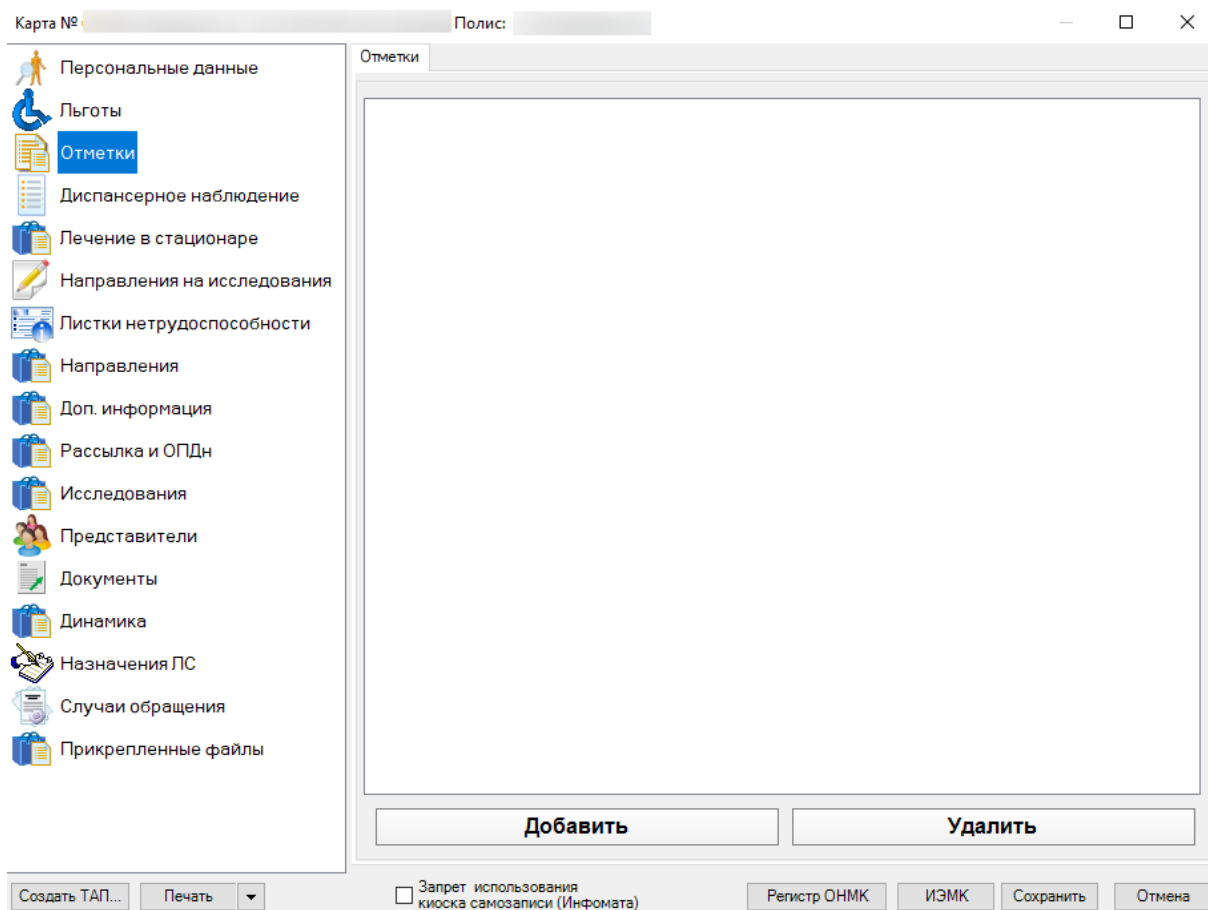 Карта №
Полис:
Персональные данные
Льготы
Отметки
Диспансерное наблюдение
Лечение в стационаре
Направления на исследования
Листки нетрудоспособности
Направления
Доп. информация
Рассылка и ОПДн
Исследования
Представители
Документы
Динамика
Назначения ЛС
Случаи обращения
Прикрепленные файлы
Отметки
Добавить
Удалить
Создать ТАП...
Печать
Запрет использования
киоска самозаписи (Инфомата)
Регистр ОНМК
ИЭМК
Сохранить
Отмена